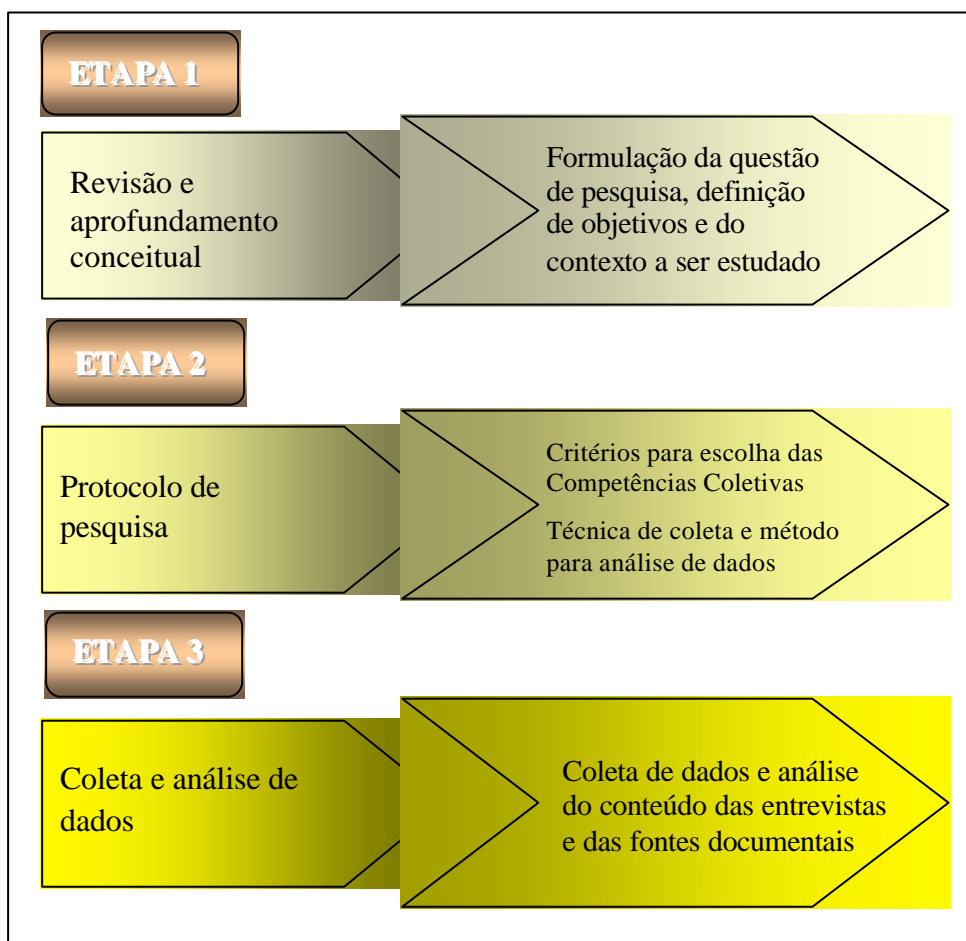 ETAPA 1
Revisão e
aprofundamento
conceitual
Formulação da questão
de pesquisa, definição
de objetivos e do
contexto a ser estudado
ETAPA 2
Protocolo de
pesquisa
Critérios para escolha das
Competências Coletivas
Técnica de coleta e método
para análise de dados
ETAPA 3
Coleta e análise de
dados
Coleta de dados e análise
do conteúdo das entrevistas
e das fontes documentais